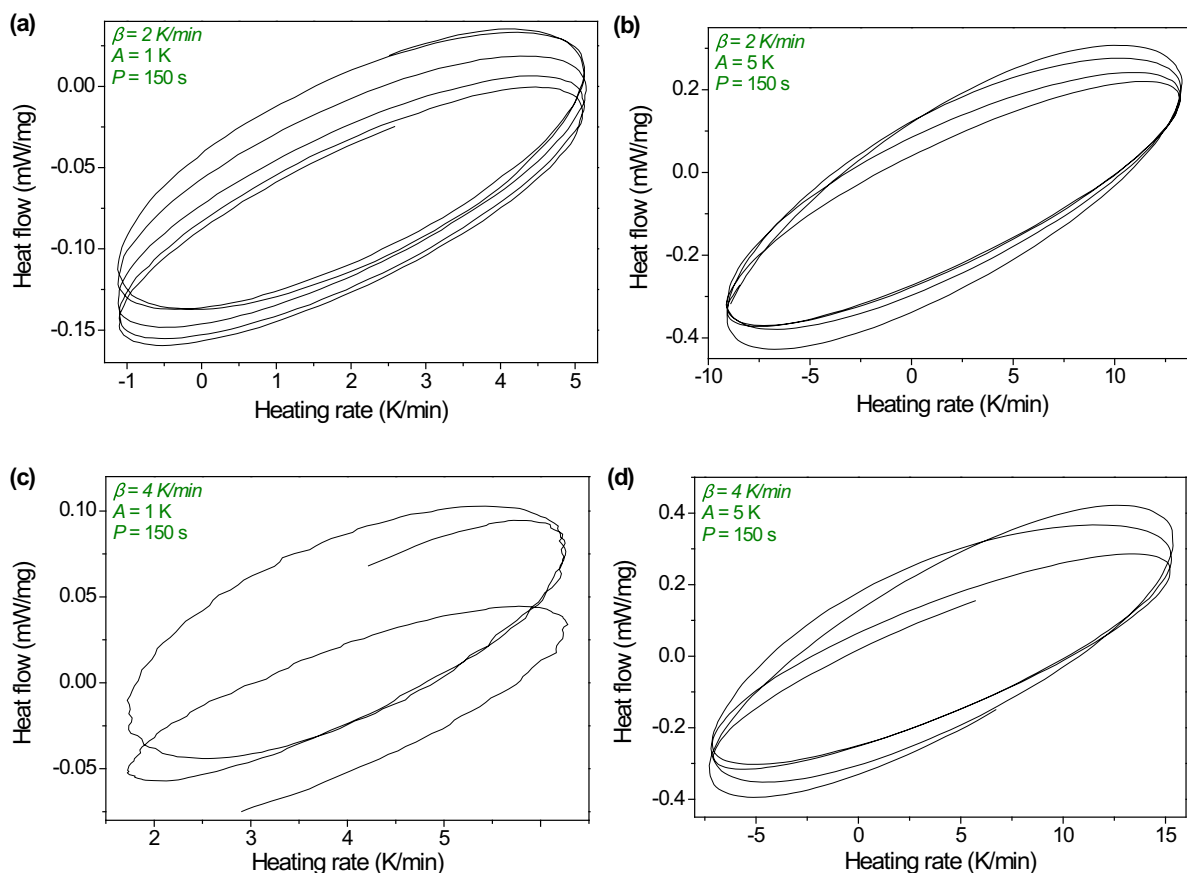 (a)
β = 2 K/min
A = 1 K
P = 150 s
0.00
-0.05
-0.10
-0.15
Heat flow (mW/mg)
-1 0 1 2 3 4 5
Heating rate (K/min)
(b)
β = 2 K/min
A = 5 K
P = 150 s
0.2
0.0
-0.2
-0.4
Heat flow (mW/mg)
-10 -5 0 5 10
Heating rate (K/min)
(c)
β = 4 K/min
A = 1 K
P = 150 s
0.10
0.05
0.00
-0.05
Heat flow (mW/mg)
2 3 4 5
Heating rate (K/min)
(d)
β = 4 K/min
A = 5 K
P = 150 s
0.4
0.2
0.0
-0.2
-0.4
Heat flow (mW/mg)
-5 0 5 10 15
Heating rate (K/min)